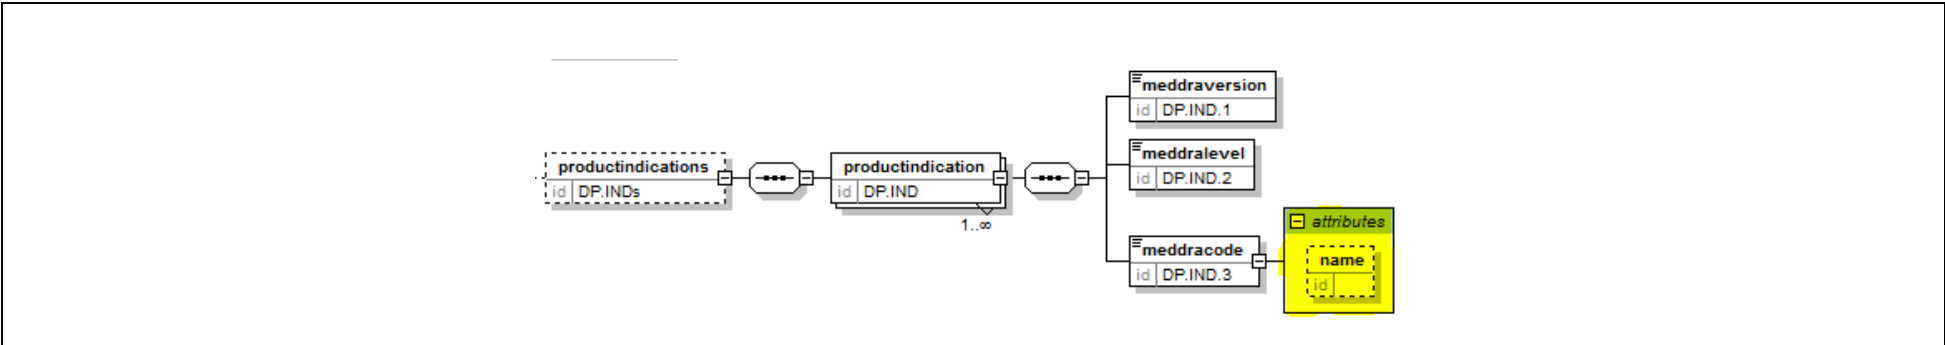 productindications
id DP.INDs
productindication
id DP.IND
1..∞
meddraversion
id DP.IND.1
meddralevel
id DP.IND.2
meddracode
id DP.IND.3
attributes
name
id